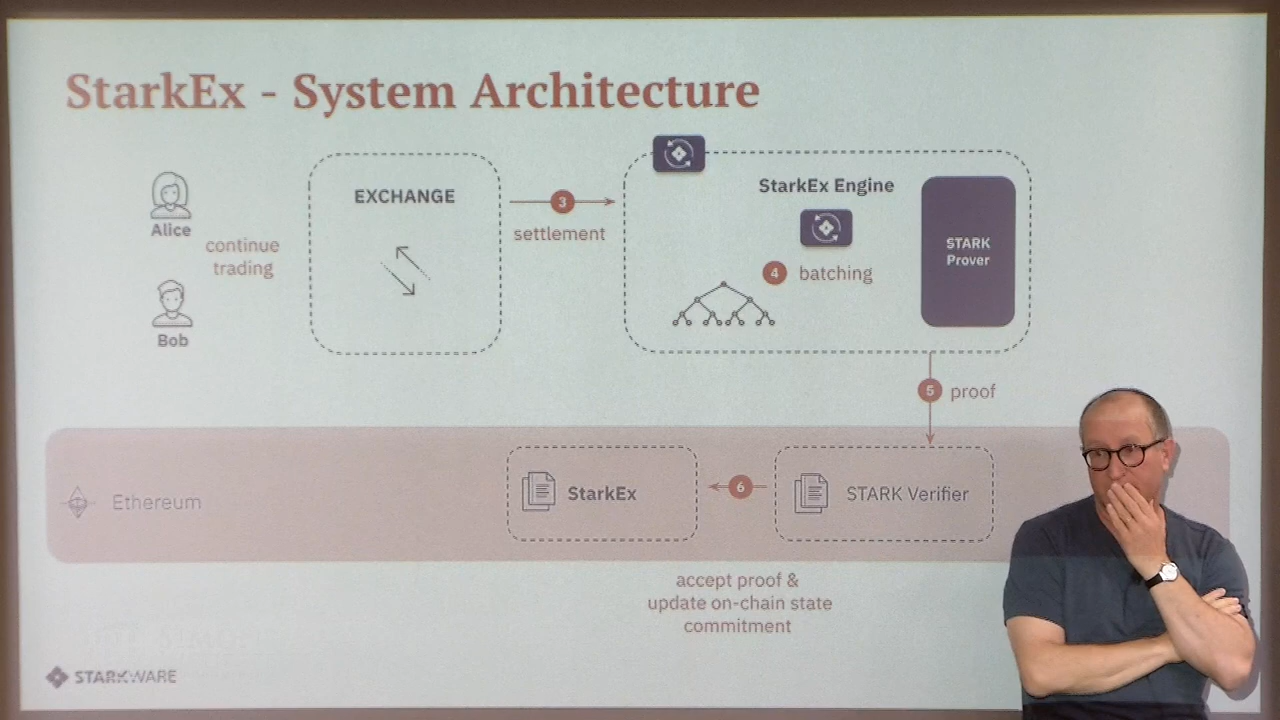 StarkEx - System Architecture
Alice
continue
trading
Bob
EXCHANGE
3
settlement
StarkEx Engine
4 batching
STARK
Prover
5 proof
Ethereum
StarkEx
6
STARK Verifier
accept proof &
update on-chain state
commitment
STARKWARE